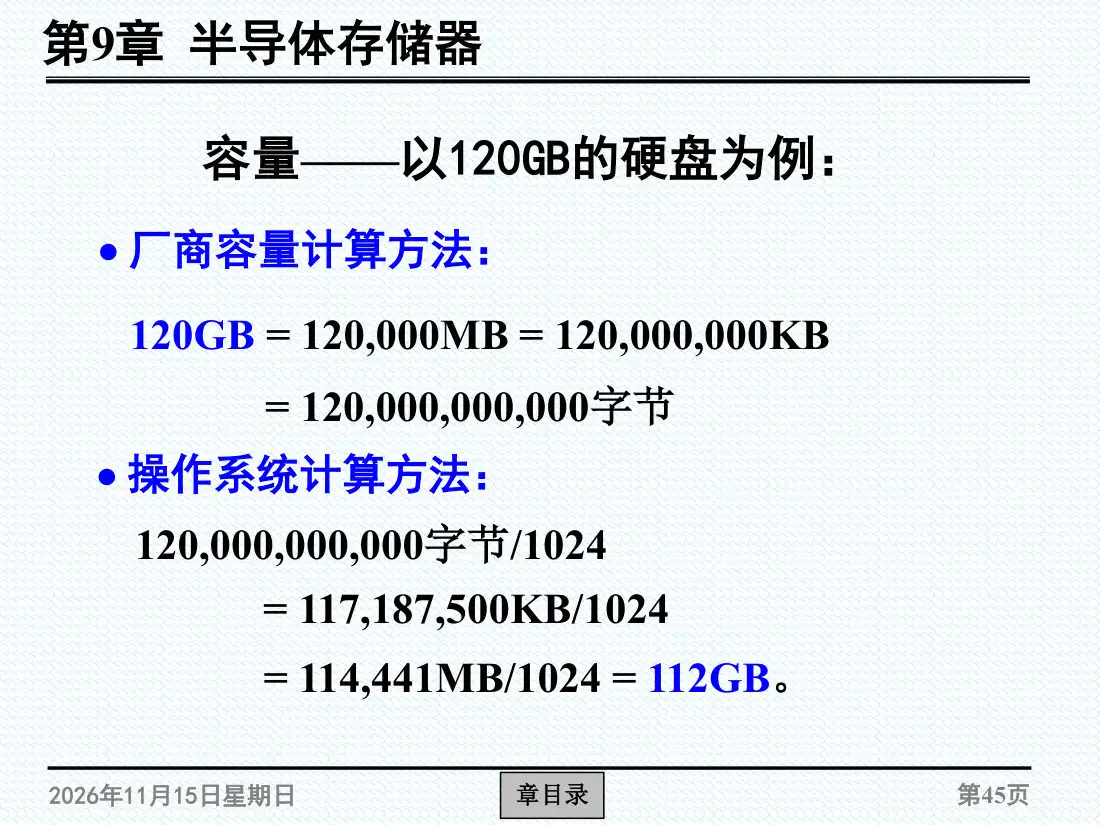 第9章 半导体存储器
容量——以120GB的硬盘为例：
• 厂商容量计算方法：
120GB = 120,000MB = 120,000,000KB
= 120,000,000,000字节
• 操作系统计算方法：
120,000,000,000字节/1024
= 117,187,500KB/1024
= 114,441MB/1024 = 112GB。
2026年11月15日星期日
章目录
第45页